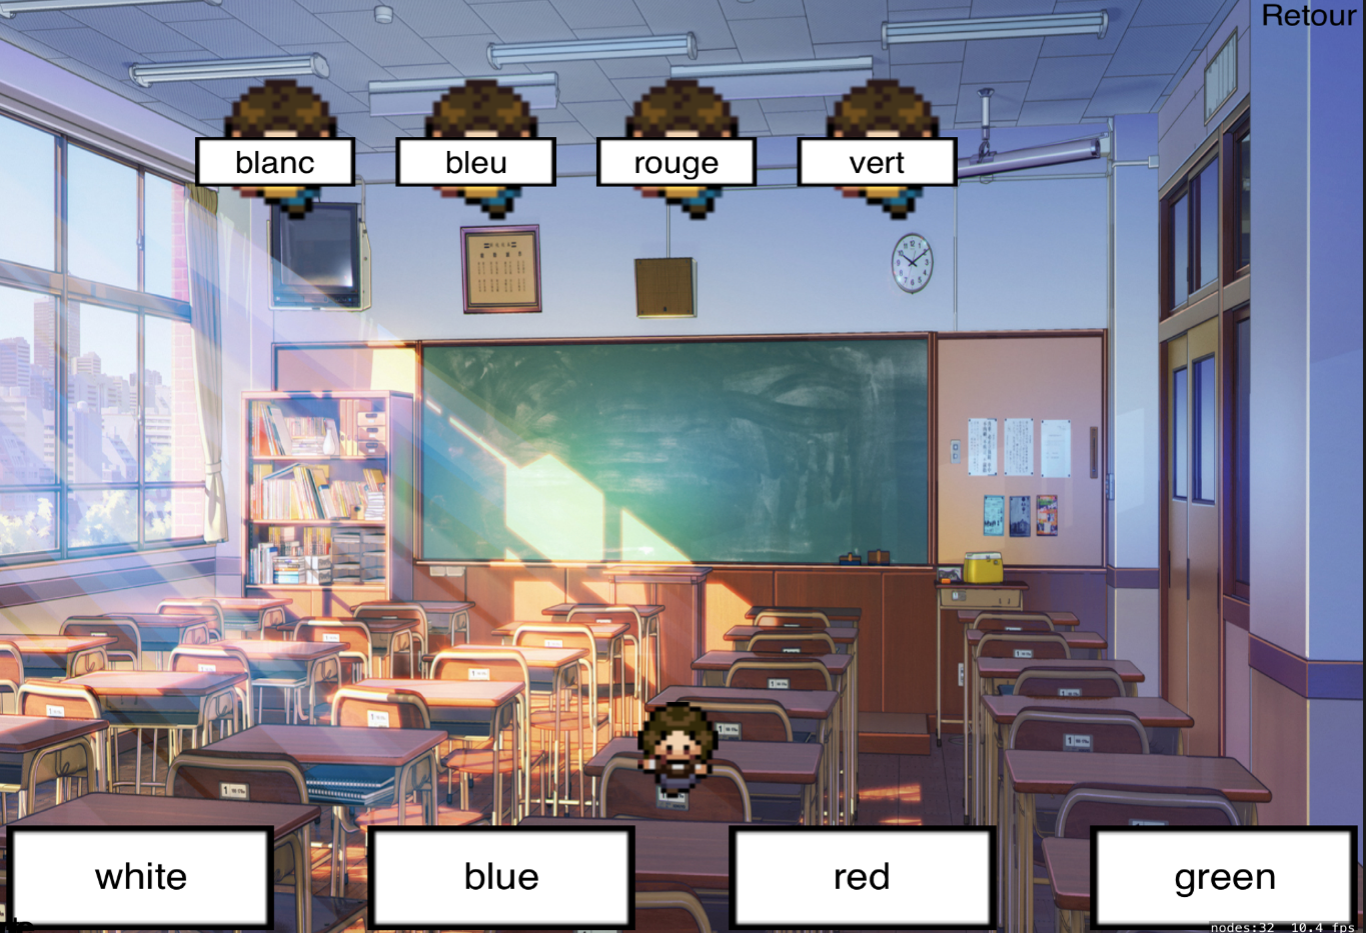 Retour
blanc
bleu
rouge
vert
white
blue
red
green
nodes:32 10.4 fps